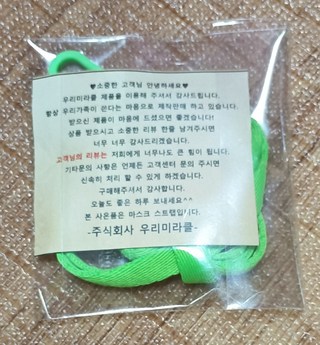 ♥소중한 고객님 안녕하세요♥
우리미라클 제품을 이용해 주셔서 감사드립니다.
항상 우리가족이 쓴다는 마음으로 제작판매 하고 있습니다.
받으신 제품이 마음에 드셨으면 좋겠습니다!
상품 받으시고 소중한 리뷰 한줄 남겨주시면
너무 너무 감사드리겠습니다.
고객님의 리뷰는 저희에게 너무나도 큰 힘이 됩니다.
기타문의 사항은 언제든 고객센터 문의 주시면
신속히 처리 할 수 있게 하겠습니다.
구매해주셔서 감사합니다.
오늘도 좋은 하루 보내세요^^
본 사은품은 마스크 스트랩입니다.
-주식회사 우리미라클-